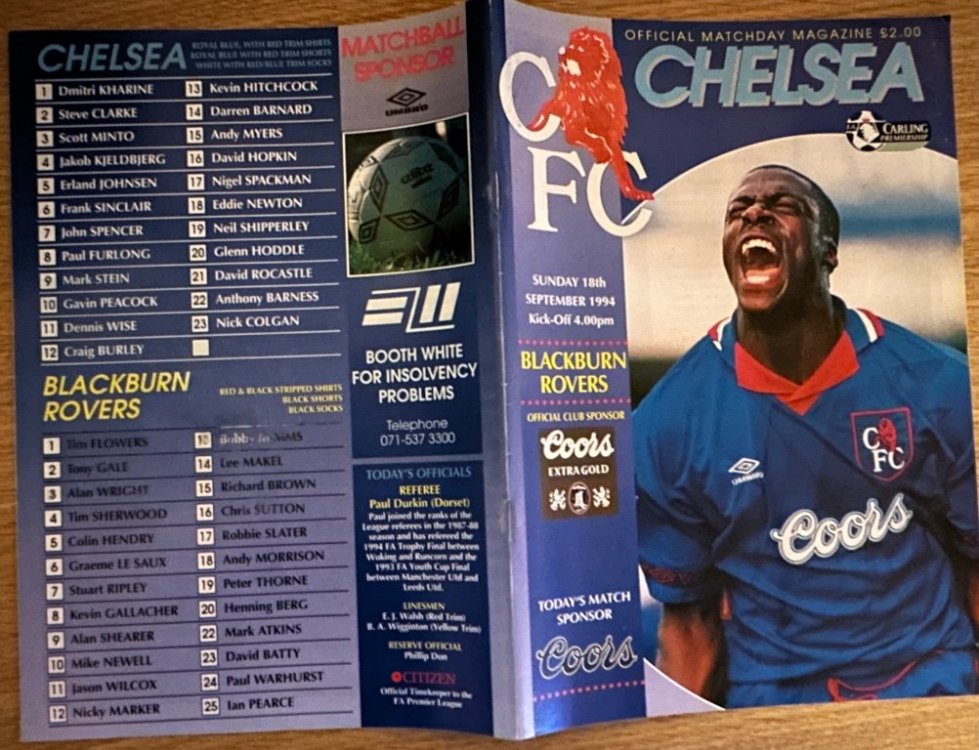 CHELSEA
ROYAL BLUE, WITH RED TRIM SHIRTS
ROYAL BLUE WITH RED TRIM SHORTS
WHITE WITH RED/BLUE TRIM SOCKS
1 Dmitri KHARINE
2 Steve CLARKE
3 Scott MINTO
4 Jakob KJELDBJERG
5 Erland JOHNSEN
6 Frank SINCLAIR
7 John SPENCER
8 Paul FURLONG
9 Mark STEIN
10 Gavin PEACOCK
11 Dennis WISE
12 Craig BURLEY
13 Kevin HITCHCOCK
14 Darren BARNARD
15 Andy MYERS
16 David HOPKIN
17 Nigel SPACKMAN
18 Eddie NEWTON
19 Neil SHIPPERLEY
20 Glenn HODDLE
21 David ROCASTLE
22 Anthony BARNESS
23 Nick COLGAN
BLACKBURN
ROVERS
RED & BLACK STRIPPED SHIRTS
BLACK SHORTS
BLACK SOCKS
1 Tim FLOWERS
2 Tony GALE
3 Alan WRIGHT
4 Tim SHERWOOD
5 Colin HENDRY
6 Graeme LE SAUX
7 Stuart RIPLEY
8 Kevin GALLACHER
9 Alan SHEARER
10 Mike NEWELL
11 Jason WILCOX
12 Nicky MARKER
Bobby MIMS
14 Lee MAKEL
15 Richard BROWN
16 Chris SUTTON
17 Robbie SLATER
18 Andy MORRISON
19 Peter THORNE
20 Henning BERG
22 Mark ATKINS
23 David BATTY
24 Paul WARHURST
25 Ian PEARCE
MATCHBALL
SPONSOR
UMBRO
elite
BOOTH WHITE
FOR INSOLVENCY
PROBLEMS
Telephone
071-537 3300
TODAY'S OFFICIALS
REFEREE
Paul Durkin (Dorset)
Paul joined the ranks of the
League referees in the 1987-88
season and has refereed the
1994 FA Trophy Final between
Woking and Runcorn and the
1993 FA Youth Cup Final
between Manchester Utd and
Leeds Utd.
LINESMEN
E. J. Walsh (Red Trim)
B. A. Wigginton (Yellow Trim)
RESERVE OFFICIAL
Phillip Don
CITIZEN
Official Timekeeper to the
FA Premier League
OFFICIAL MATCHDAY MAGAZINE £2.00
CHELSEA
C
FC
F.A. CARLING
PREMIERSHIP
SUNDAY 18th
SEPTEMBER 1994
Kick-Off 4.00pm
BLACKBURN
ROVERS
OFFICIAL CLUB SPONSOR
Coors
EXTRA GOLD
TODAY'S MATCH
SPONSOR
Coors
UMBRO
C
FC
Coors